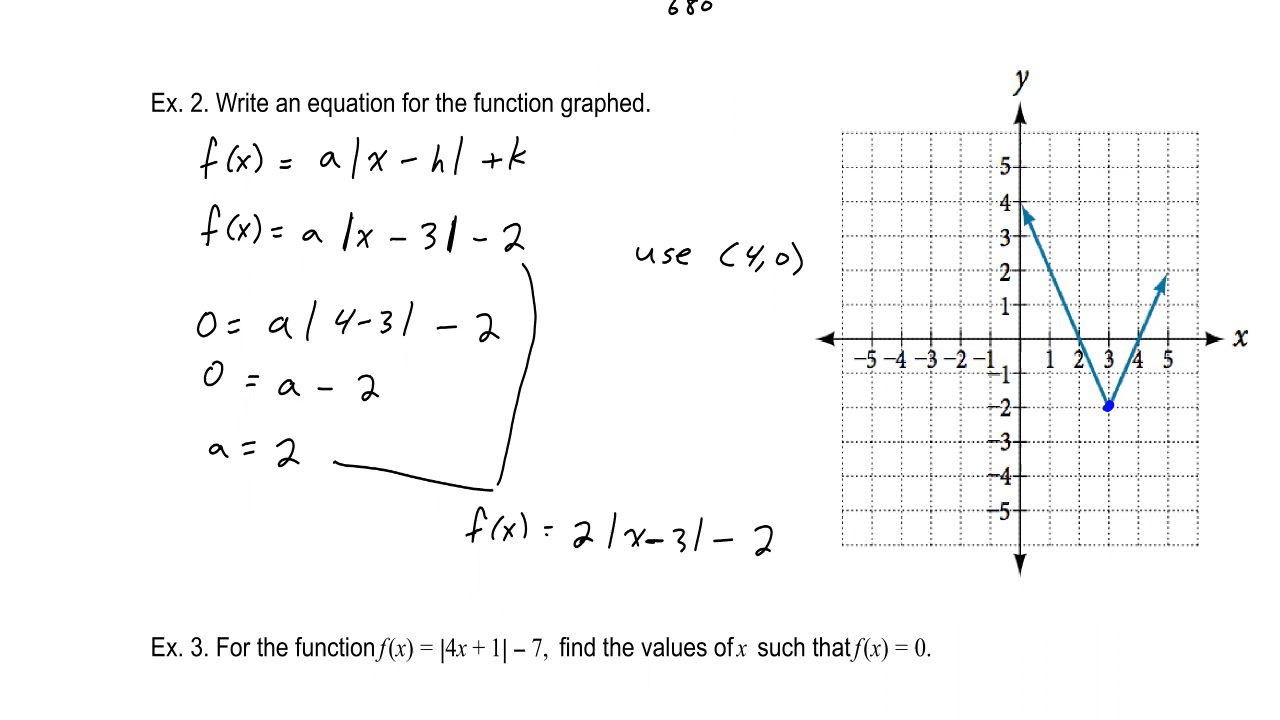 680
Ex. 2. Write an equation for the function graphed.
f(x) = a|x - h| + k
f(x) = a|x - 3| - 2
use (4,0)
0 = a|4-3| - 2
0 = a - 2
a = 2
f(x) = 2|x-3| - 2
y
5
4
3
2
1
−5 −4 −3 −2 −1 1 2 3 4 5 x
−1
−2
−3
−4
−5
Ex. 3. For the function f(x) = |4x + 1| – 7, find the values of x such that f(x) = 0.